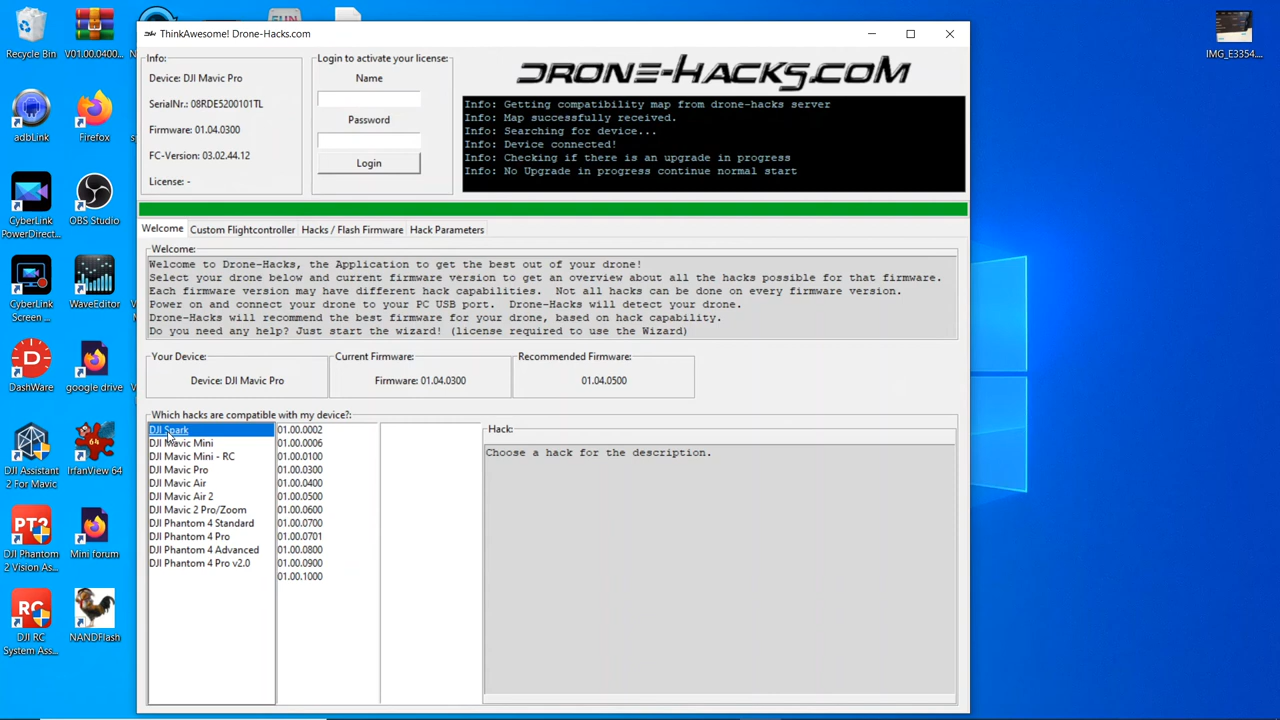 Recycle Bin
V01.00.0400...
adbLink
Firefox
CyberLink
PowerDirect...
OBS Studio
CyberLink
Screen ...
WaveEditor
DashWare
google drive
DJI Assistant
2 For Mavic
64
IrfanView 64
PT2
DJI Phantom
2 Vision As...
Mini forum
RC
DJI RC
System Ass...
NANDFlash
IMG_E3354....
ThinkAwesome! Drone-Hacks.com
Info:
Device: DJI Mavic Pro
SerialNr.: 08RDE5200101TL
Firmware: 01.04.0300
FC-Version: 03.02.44.12
License: -
Login to activate your license:
Name
Password
Login
DRONE-HACKS.COM
Info: Getting compatibility map from drone-hacks server
Info: Map successfully received.
Info: Searching for device...
Info: Device connected!
Info: Checking if there is an upgrade in progress
Info: No Upgrade in progress continue normal start
Welcome
Custom Flightcontroller
Hacks / Flash Firmware
Hack Parameters
Welcome:
Welcome to Drone-Hacks, the Application to get the best out of your drone!
Select your drone below and current firmware version to get an overview about all the hacks possible for that firmware.
Each firmware version may have different hack capabilities. Not all hacks can be done on every firmware version.
Power on and connect your drone to your PC USB port. Drone-Hacks will detect your drone.
Drone-Hacks will recommend the best firmware for your drone, based on hack capability.
Do you need any help? Just start the wizard! (license required to use the Wizard)
Your Device:
Device: DJI Mavic Pro
Current Firmware:
Firmware: 01.04.0300
Recommended Firmware:
01.04.0500
Which hacks are compatible with my device?:
DJI Spark
DJI Mavic Mini
DJI Mavic Mini - RC
DJI Mavic Pro
DJI Mavic Air
DJI Mavic Air 2
DJI Mavic 2 Pro/Zoom
DJI Phantom 4 Standard
DJI Phantom 4 Pro
DJI Phantom 4 Advanced
DJI Phantom 4 Pro v2.0
01.00.0002
01.00.0006
01.00.0100
01.00.0300
01.00.0400
01.00.0500
01.00.0600
01.00.0700
01.00.0701
01.00.0800
01.00.0900
01.00.1000
Hack:
Choose a hack for the description.